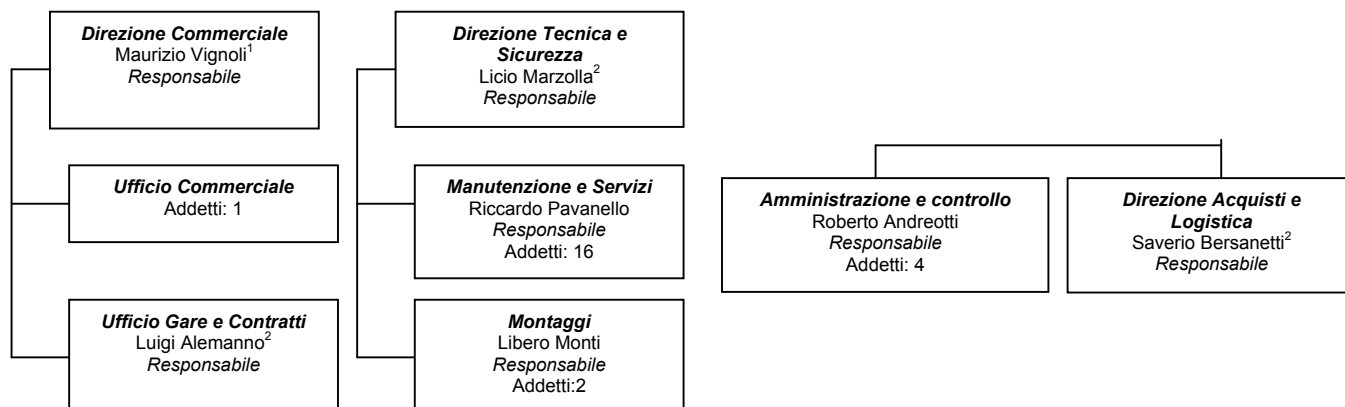 Direzione Commerciale
Maurizio Vignoli¹
Responsabile
Ufficio Commerciale
Addetti: 1
Ufficio Gare e Contratti
Luigi Alemanno²
Responsabile
Direzione Tecnica e
Sicurezza
Licio Marzolla²
Responsabile
Manutenzione e Servizi
Riccardo Pavanello
Responsabile
Addetti: 16
Montaggi
Libero Monti
Responsabile
Addetti:2
Amministrazione e controllo
Roberto Andreotti
Responsabile
Addetti: 4
Direzione Acquisti e
Logistica
Saverio Bersanetti²
Responsabile